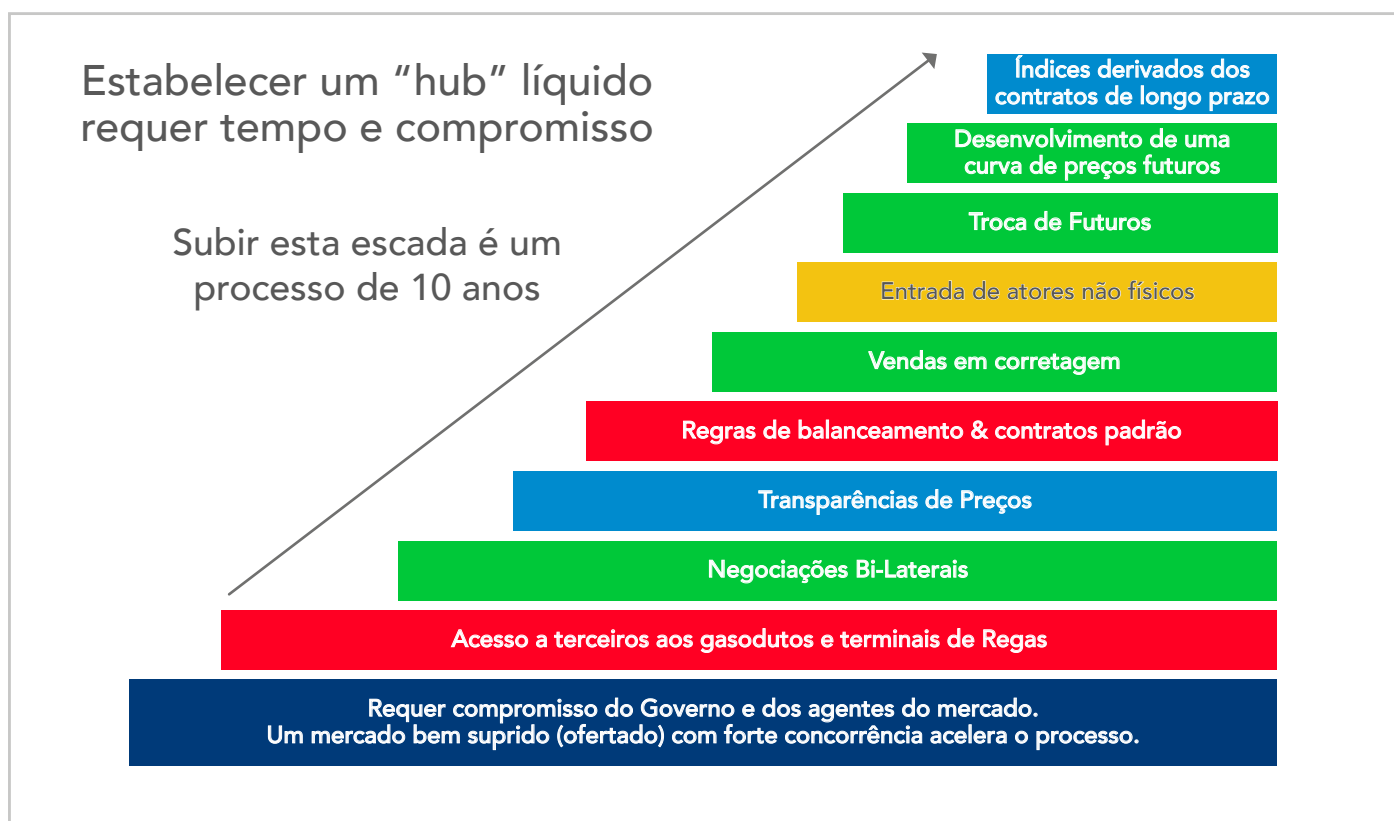 Estabelecer um “hub” líquido
requer tempo e compromisso
Subir esta escada é um
processo de 10 anos
Índices derivados dos
contratos de longo prazo
Desenvolvimento de uma
curva de preços futuros
Troca de Futuros
Entrada de atores não físicos
Vendas em corretagem
Regras de balanceamento & contratos padrão
Transparências de Preços
Negociações Bi-Laterais
Acesso a terceiros aos gasodutos e terminais de Regas
Requer compromisso do Governo e dos agentes do mercado.
Um mercado bem suprido (ofertado) com forte concorrência acelera o processo.